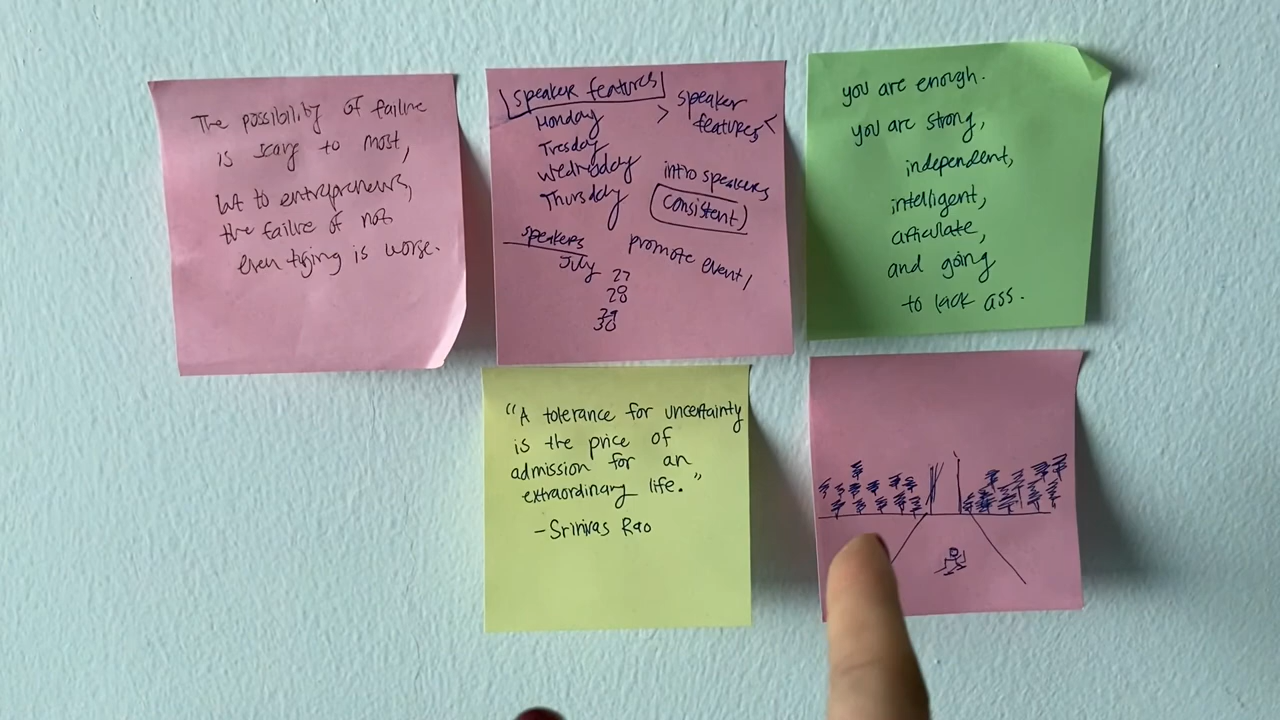 The possibility of failure
is scary to most,
but to entrepreneurs,
the failure of not
even trying is worse.
speaker features
Monday
Tuesday
Wednesday
Thursday
speakers
July 27
28
29
30
> speaker
features <
intro speakers
consistent)
promote event,
you are enough.
you are strong,
independent,
intelligent,
articulate,
and going
to kick ass.
"A tolerance for uncertainty
is the price of
admission for an
extraordinary life."
-Srinivas Rao